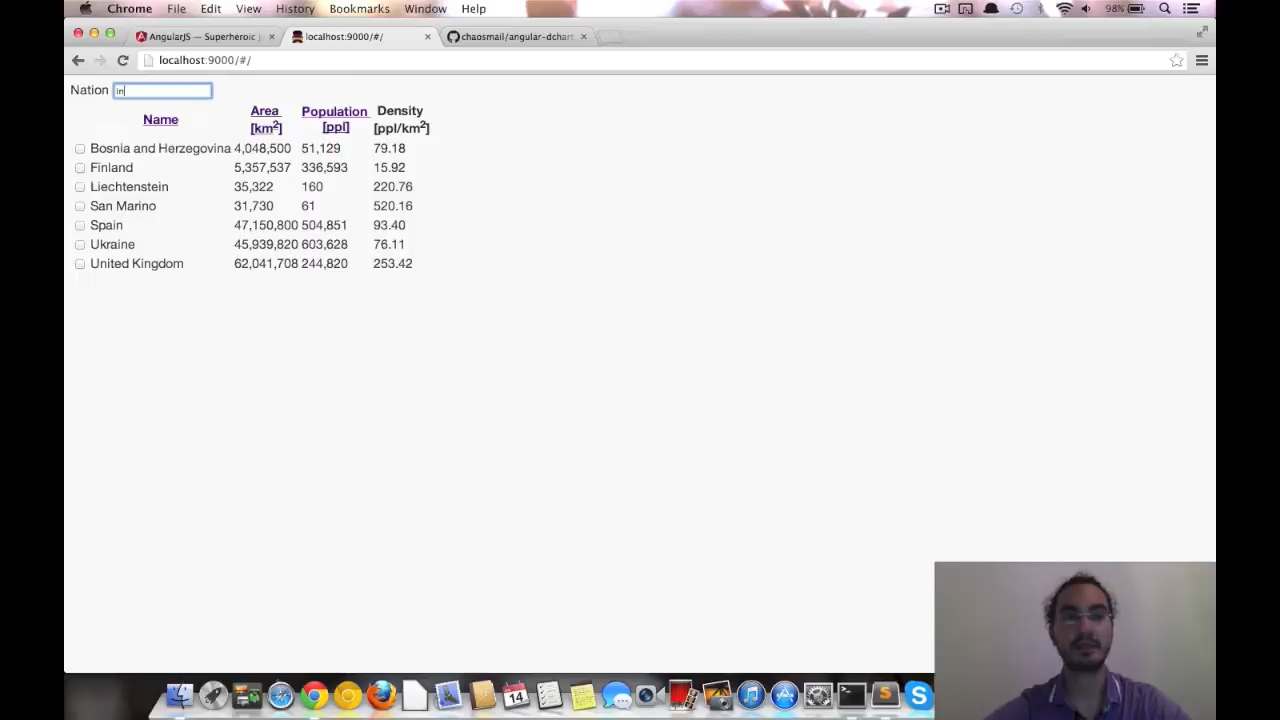 Chrome File Edit View History Bookmarks Window Help 98%
AngularJS — Superheroic J localhost:9000/#/ chaosmail/angular-dchart
localhost:9000/#/
Nation in
Name Area [km2] Population [ppl] Density [ppl/km2]
Bosnia and Herzegovina 4,048,500 51,129 79.18
Finland 5,357,537 336,593 15.92
Liechtenstein 35,322 160 220.76
San Marino 31,730 61 520.16
Spain 47,150,800 504,851 93.40
Ukraine 45,939,820 603,628 76.11
United Kingdom 62,041,708 244,820 253.42
14